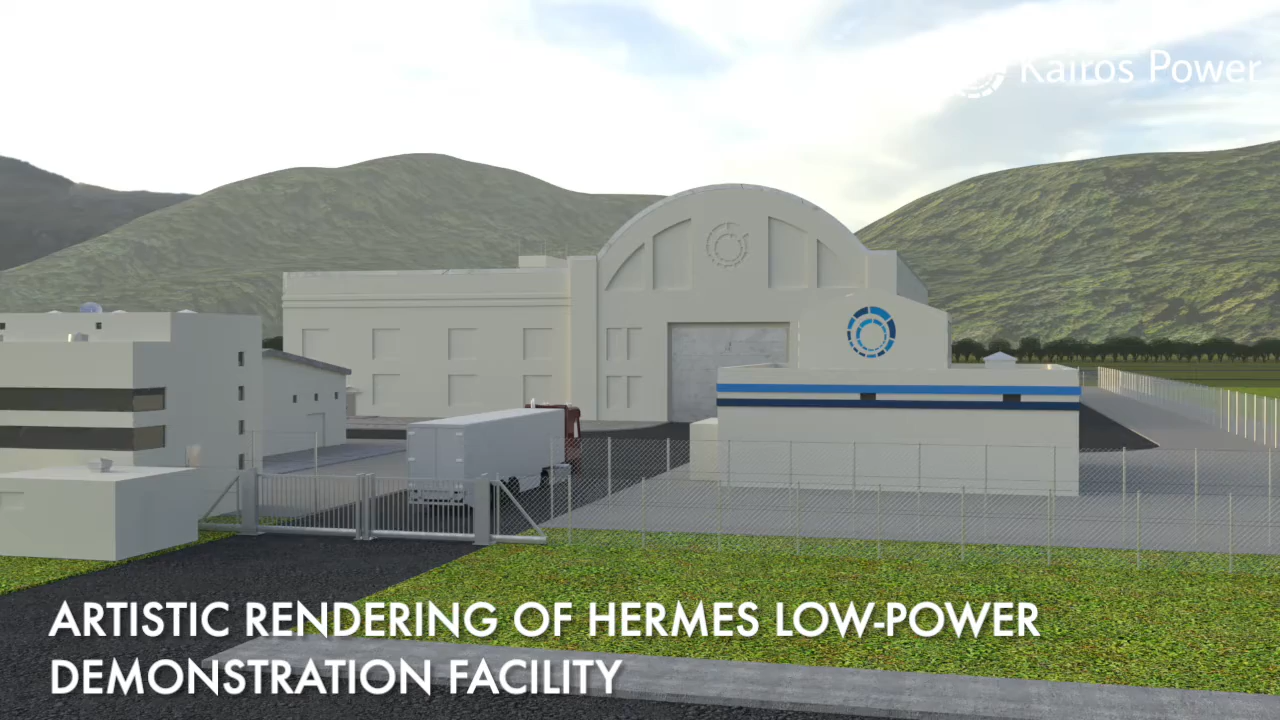 Kairos Power
ARTISTIC RENDERING OF HERMES LOW-POWER
DEMONSTRATION FACILITY